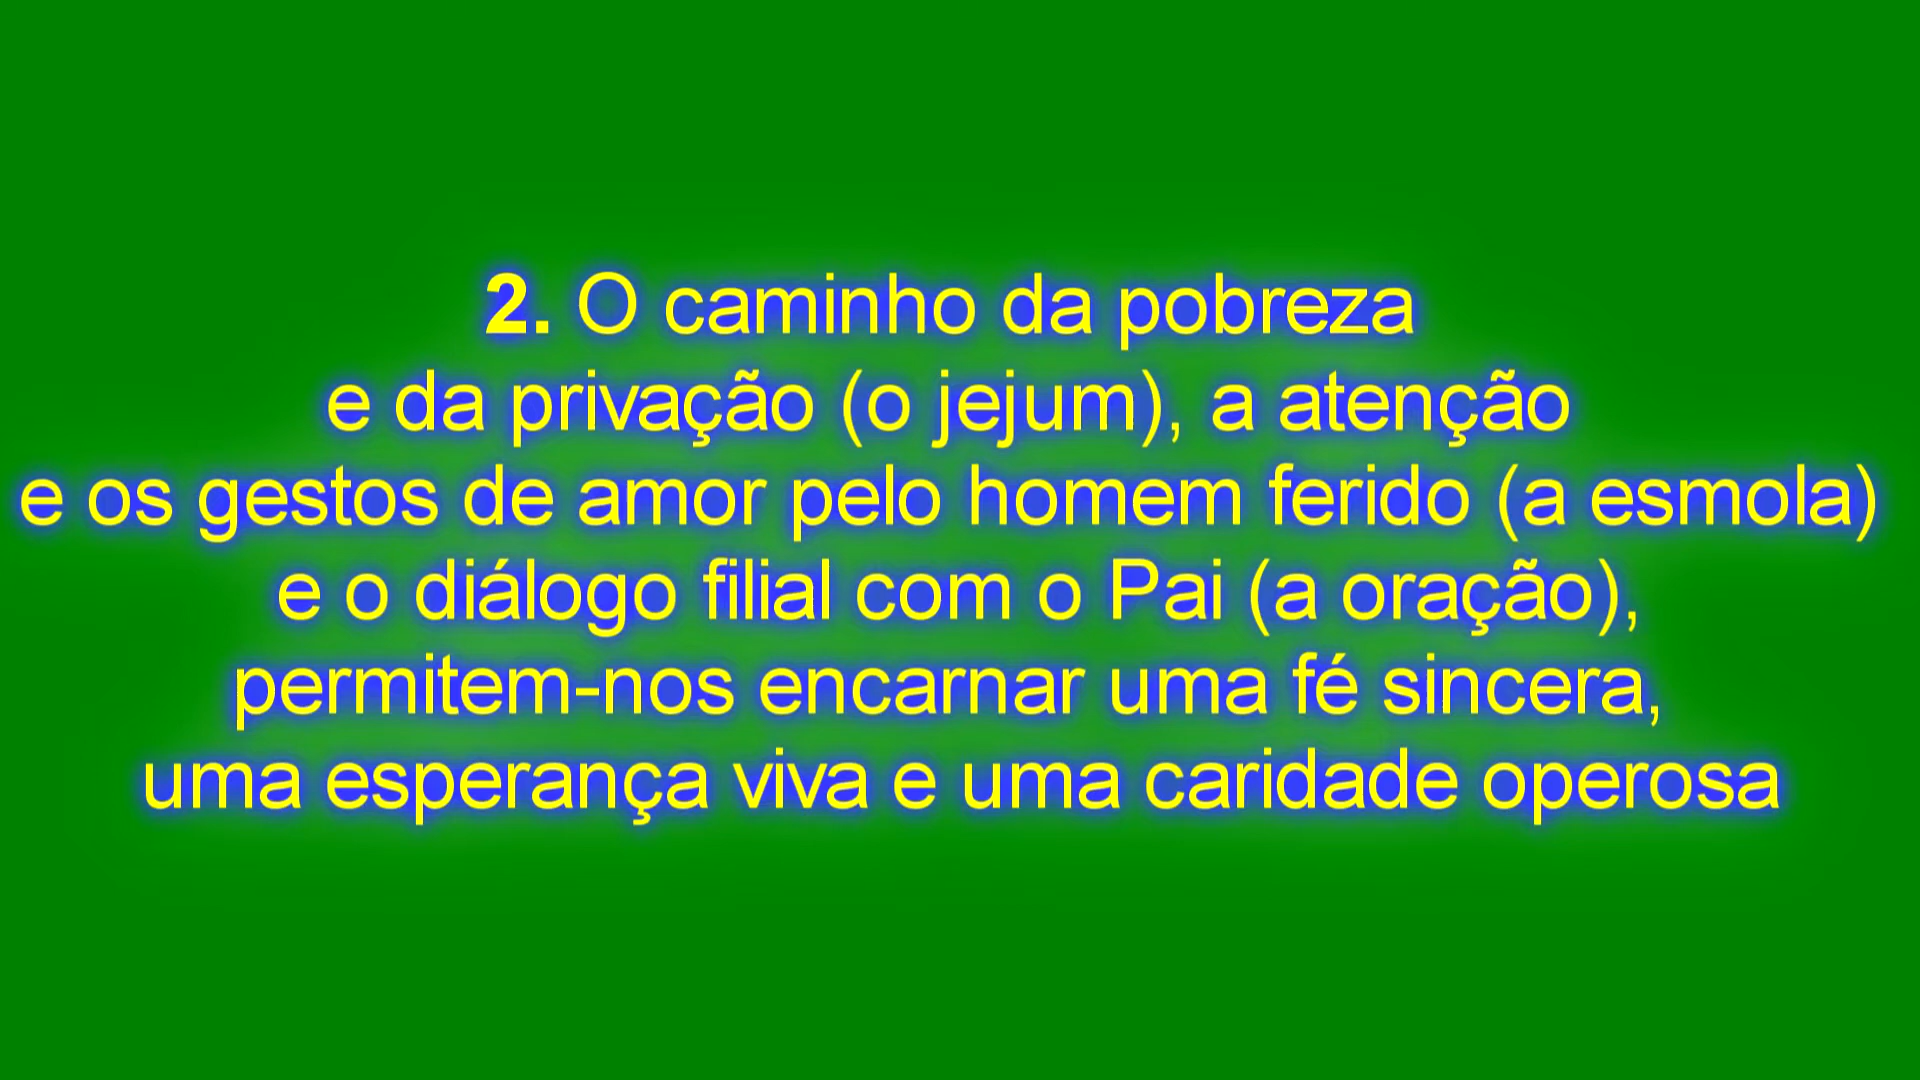 2. O caminho da pobreza
e da privação (o jejum), a atenção
e os gestos de amor pelo homem ferido (a esmola)
e o diálogo filial com o Pai (a oração),
permitem-nos encarnar uma fé sincera,
uma esperança viva e uma caridade operosa